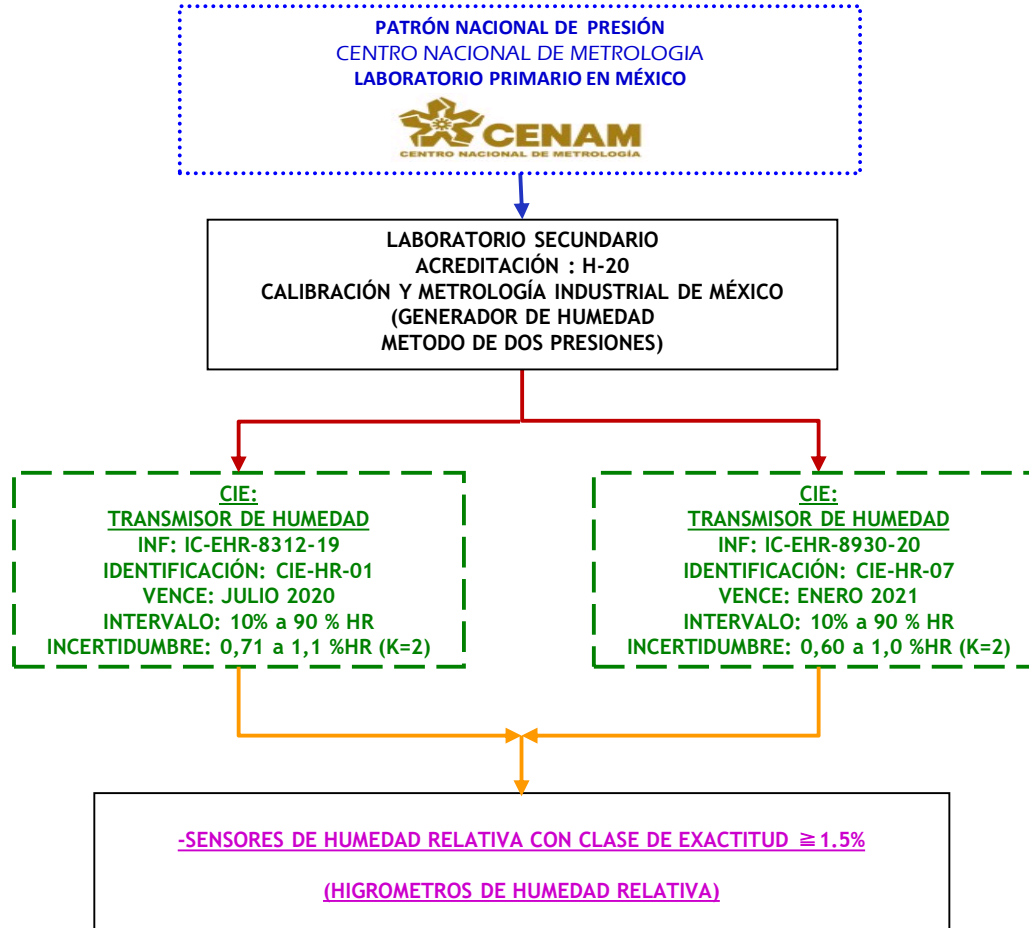 PATRÓN NACIONAL DE PRESIÓN
CENTRO NACIONAL DE METROLOGIA
LABORATORIO PRIMARIO EN MÉXICO
CENAM
CENTRO NACIONAL DE METROLOGÍA
LABORATORIO SECUNDARIO
ACREDITACIÓN : H-20
CALIBRACIÓN Y METROLOGÍA INDUSTRIAL DE MÉXICO
(GENERADOR DE HUMEDAD
METODO DE DOS PRESIONES)
CIE:
TRANSMISOR DE HUMEDAD
INF: IC-EHR-8312-19
IDENTIFICACIÓN: CIE-HR-01
VENCE: JULIO 2020
INTERVALO: 10% a 90 % HR
INCERTIDUMBRE: 0,71 a 1,1 %HR (K=2)
CIE:
TRANSMISOR DE HUMEDAD
INF: IC-EHR-8930-20
IDENTIFICACIÓN: CIE-HR-07
VENCE: ENERO 2021
INTERVALO: 10% a 90 % HR
INCERTIDUMBRE: 0,60 a 1,0 %HR (K=2)
-SENSORES DE HUMEDAD RELATIVA CON CLASE DE EXACTITUD ≧ 1.5%
(HIGROMETROS DE HUMEDAD RELATIVA)